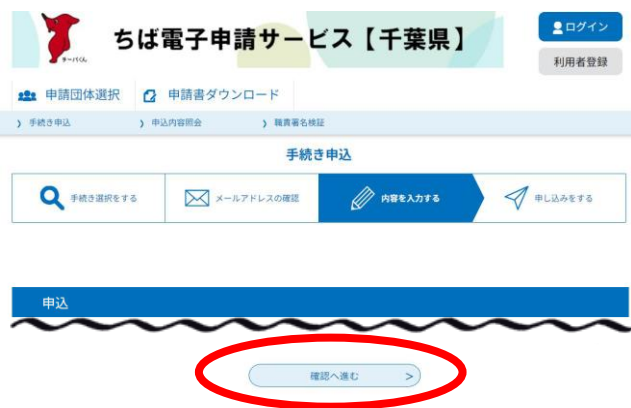 ちば電子申請サービス【千葉県】
ログイン
チーバくん
利用者登録
申請団体選択
申請書ダウンロード
手続き申込
申込内容照会
職責署名検証
手続き申込
手続き選択をする
メールアドレスの確認
内容を入力する
申し込みをする
申込
確認へ進む